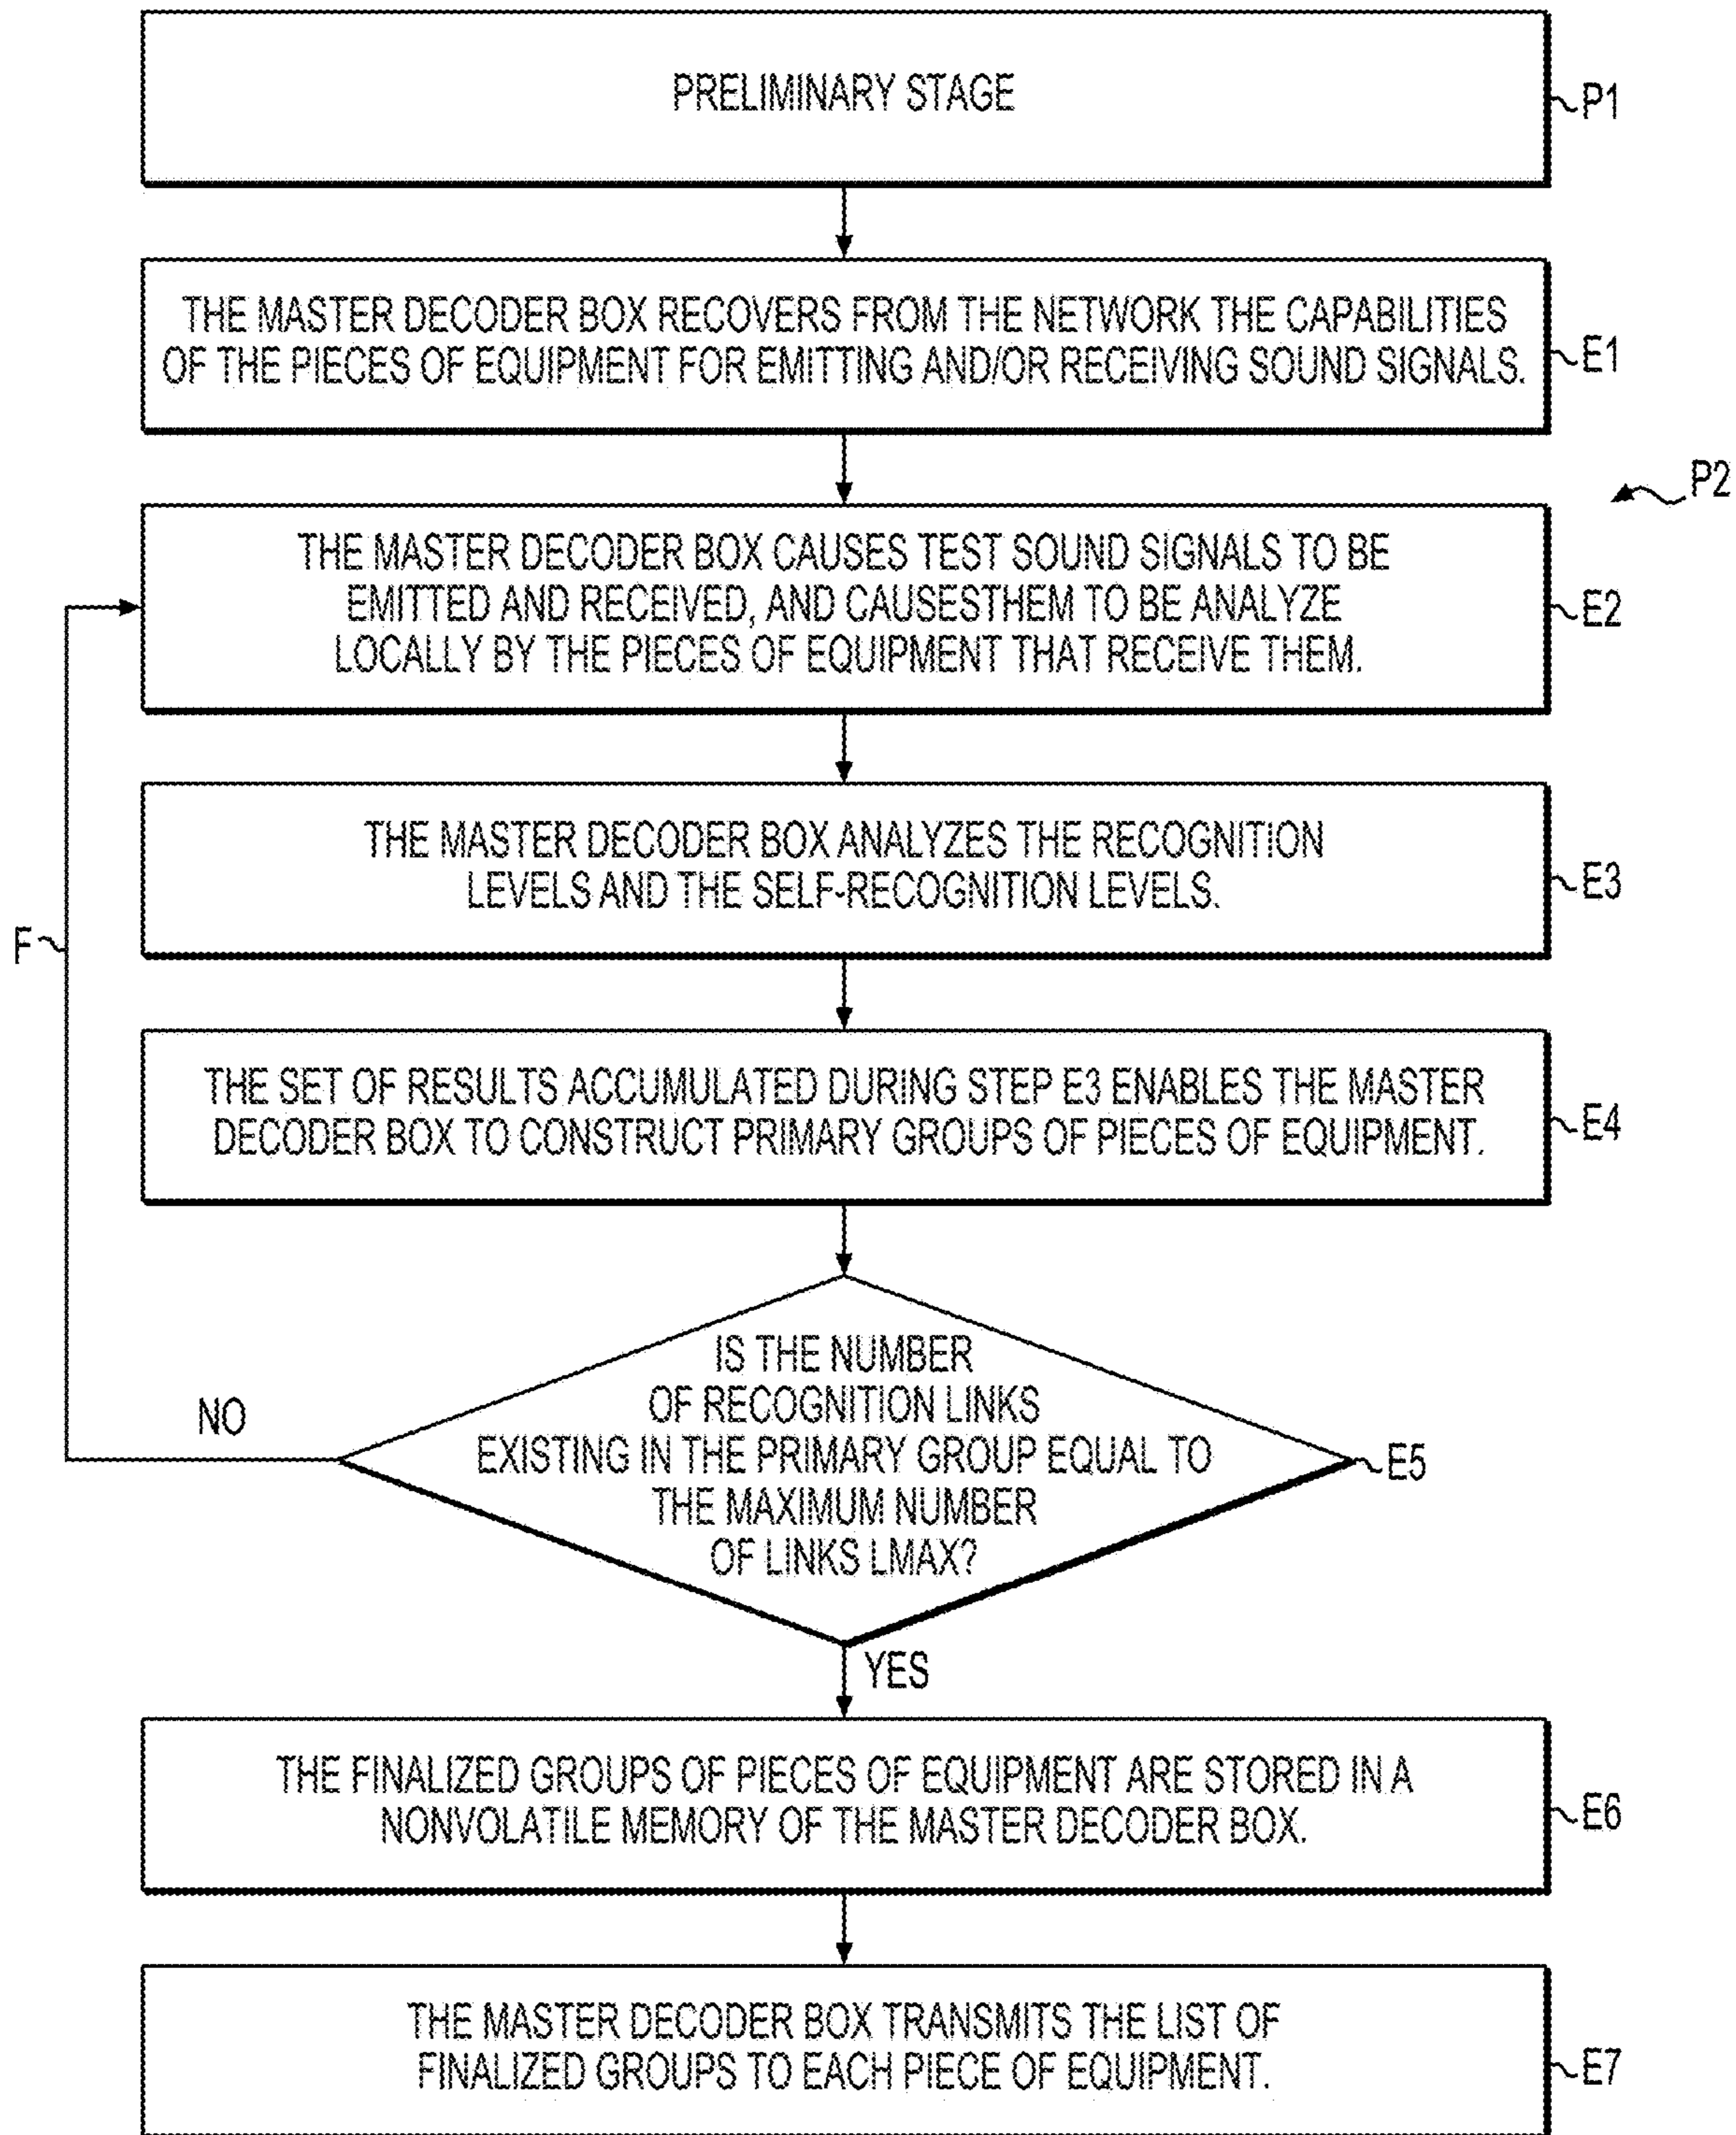 PRELIMINARY STAGE
P1
THE MASTER DECODER BOX RECOVERS FROM THE NETWORK THE CAPABILITIES
OF THE PIECES OF EQUIPMENT FOR EMITTING AND/OR RECEIVING SOUND SIGNALS.
E1
P2
THE MASTER DECODER BOX CAUSES TEST SOUND SIGNALS TO BE
EMITTED AND RECEIVED, AND CAUSESTHEM TO BE ANALYZE
LOCALLY BY THE PIECES OF EQUIPMENT THAT RECEIVE THEM.
E2
THE MASTER DECODER BOX ANALYZES THE RECOGNITION
LEVELS AND THE SELF-RECOGNITION LEVELS.
E3
F
THE SET OF RESULTS ACCUMULATED DURING STEP E3 ENABLES THE MASTER
DECODER BOX TO CONSTRUCT PRIMARY GROUPS OF PIECES OF EQUIPMENT.
E4
IS THE NUMBER
OF RECOGNITION LINKS
EXISTING IN THE PRIMARY GROUP EQUAL TO
THE MAXIMUM NUMBER
OF LINKS LMAX?
E5
NO
YES
THE FINALIZED GROUPS OF PIECES OF EQUIPMENT ARE STORED IN A
NONVOLATILE MEMORY OF THE MASTER DECODER BOX.
E6
THE MASTER DECODER BOX TRANSMITS THE LIST OF
FINALIZED GROUPS TO EACH PIECE OF EQUIPMENT.
E7